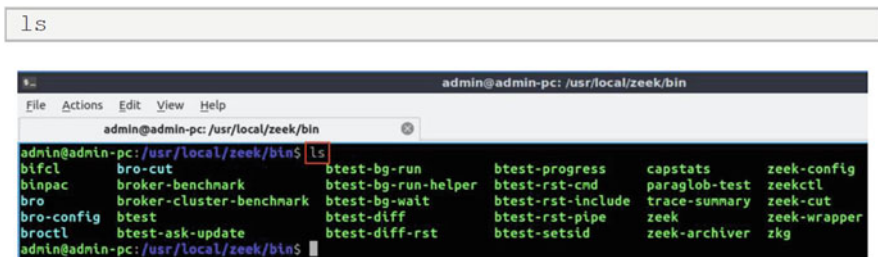 ls
admin@admin-pc: /usr/local/zeek/bin
File Actions Edit View Help
admin@admin-pc: /usr/local/zeek/bin
admin@admin-pc:/usr/local/zeek/bin$ ls
bifcl bro-cut btest-bg-run btest-progress capstats zeek-config
binpac broker-benchmark btest-bg-run-helper btest-rst-cmd paraglob-test zeekctl
bro broker-cluster-benchmark btest-bg-wait btest-rst-include trace-summary zeek-cut
bro-config btest btest-diff btest-rst-pipe zeek zeek-wrapper
broctl btest-ask-update btest-diff-rst btest-setsid zeek-archiver zkg
admin@admin-pc:/usr/local/zeek/bin$